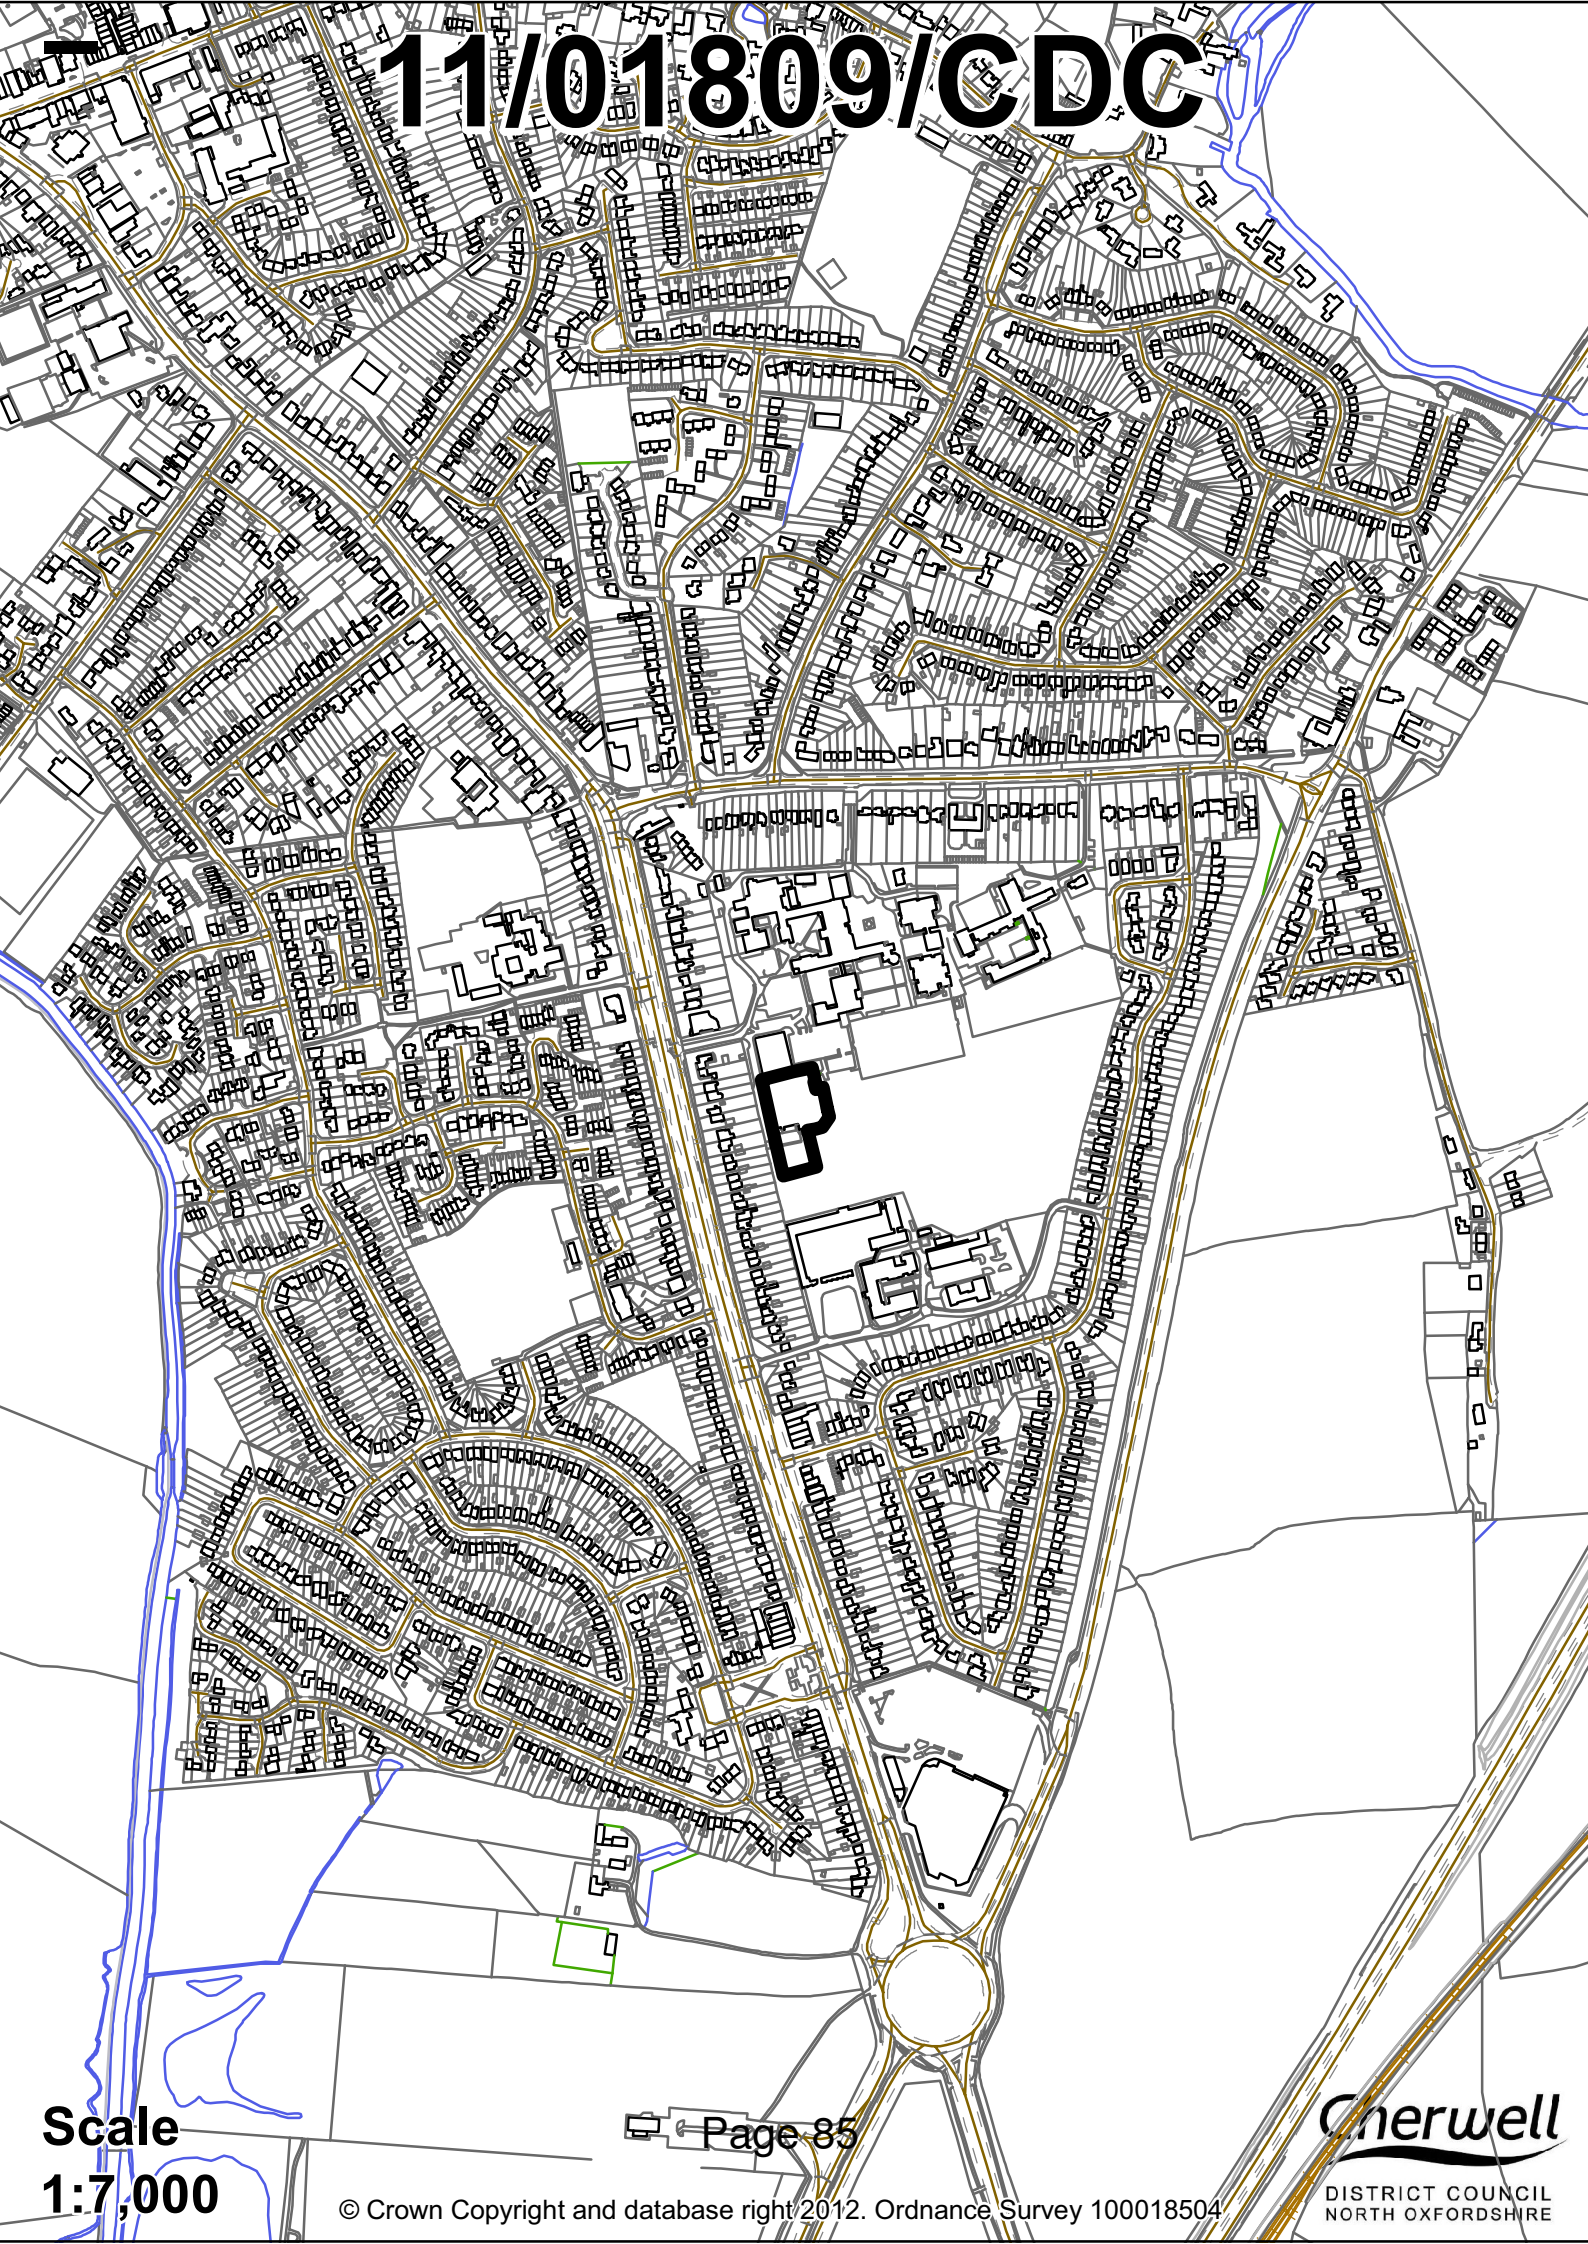 11/01809/CDC
Scale
1:7,000
Page 85
© Crown Copyright and database right 2012. Ordnance Survey 100018504
Cherwell
DISTRICT COUNCIL
NORTH OXFORDSHIRE